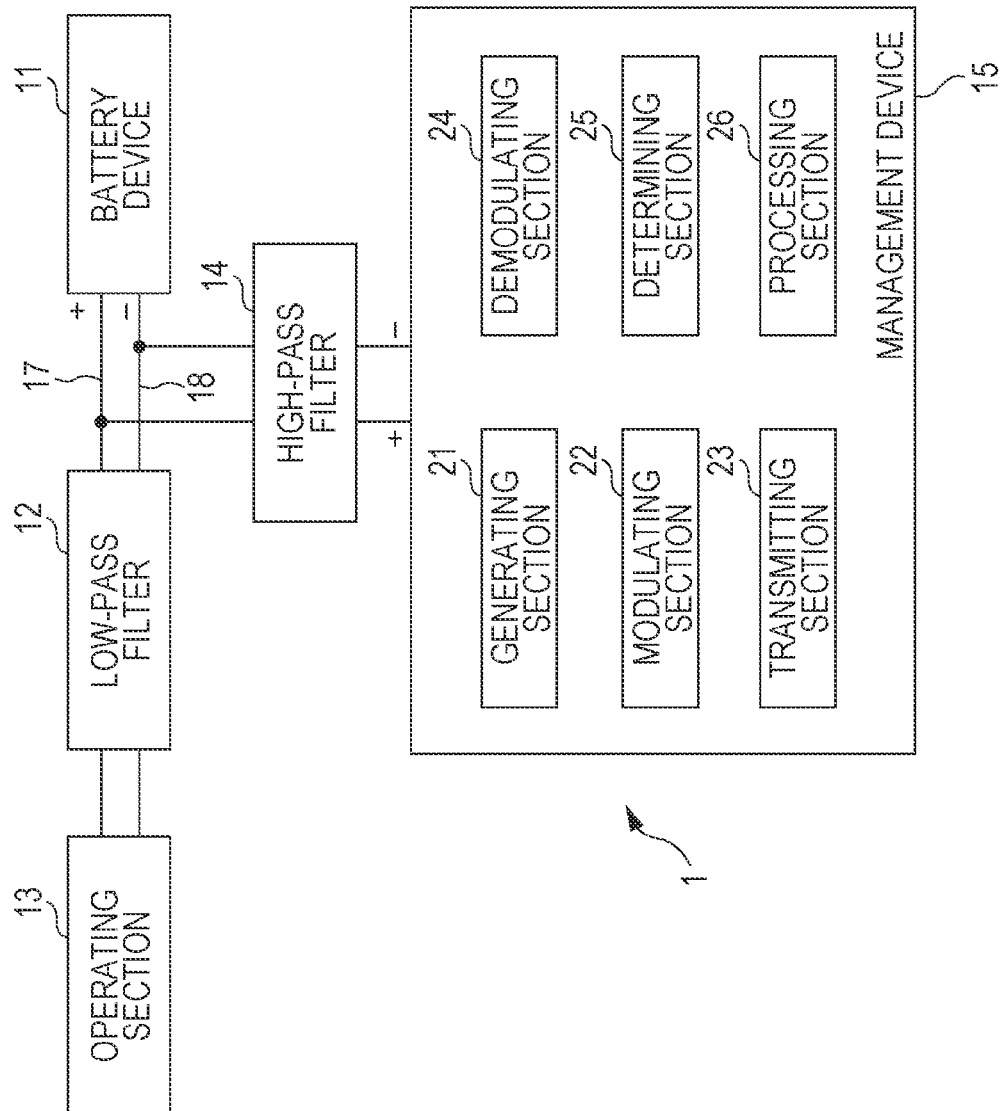 13
OPERATING
SECTION
12
LOW-PASS
FILTER
17
18
+
−
11
BATTERY
DEVICE
14
HIGH-PASS
FILTER
+
−
21
GENERATING
SECTION
22
MODULATING
SECTION
23
TRANSMITTING
SECTION
24
DEMODULATING
SECTION
25
DETERMINING
SECTION
26
PROCESSING
SECTION
MANAGEMENT DEVICE
15
1